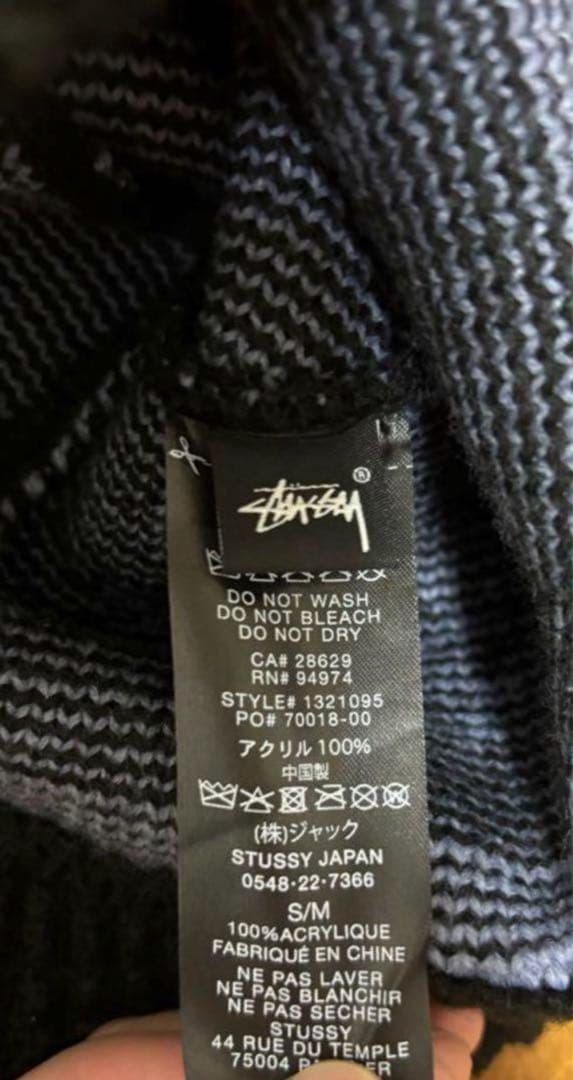 STÜSSY®
DO NOT WASH
DO NOT BLEACH
DO NOT DRY
CA# 28629
RN# 94974
STYLE# 1321095
PO# 70018-00
アクリル 100%
中国製
(株)ジャック
STUSSY JAPAN
0548・22・7366
S/M
100%ACRYLIQUE
FABRIQUÉ EN CHINE
NE PAS LAVER
NE PAS BLANCHIR
NE PAS SECHER
STUSSY
44 RUE DU TEMPLE
75004